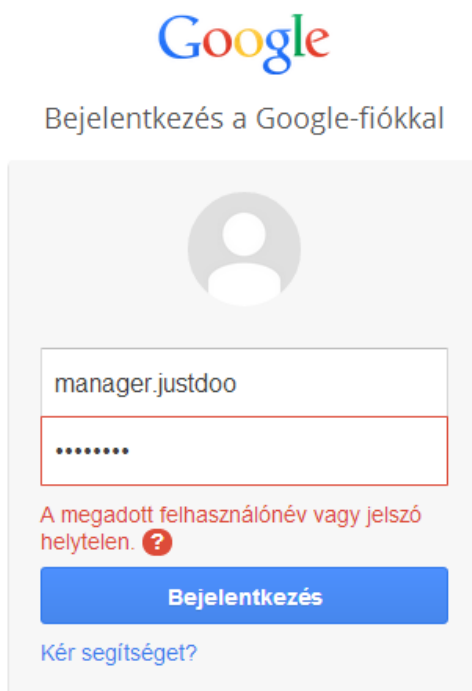 Google
Bejelentkezés a Google-fiókkal
manager.justdoo
••••••••
A megadott felhasználónév vagy jelszó
helytelen. ?
Bejelentkezés
Kér segítséget?